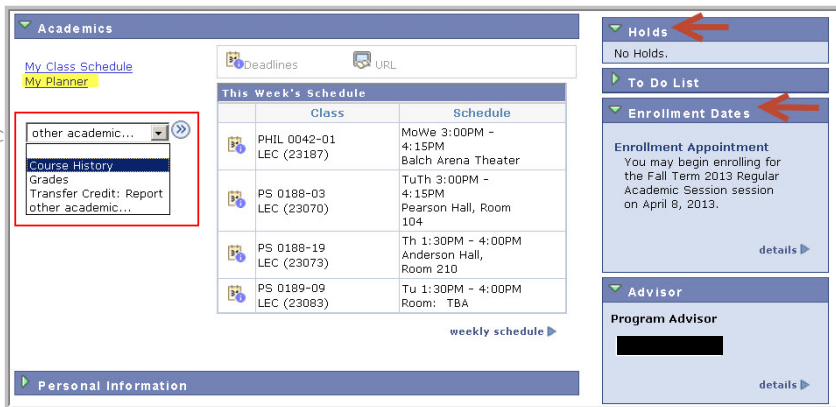 Academics
My Class Schedule
My Planner
other academic...
Course History
Grades
Transfer Credit: Report
other academic...
Deadlines
URL
This Week's Schedule
Class Schedule
PHIL 0042-01
LEC (23187)
MoWe 3:00PM -
4:15PM
Balch Arena Theater
PS 0188-03
LEC (23070)
TuTh 3:00PM -
4:15PM
Pearson Hall, Room
104
PS 0188-19
LEC (23073)
Th 1:30PM - 4:00PM
Anderson Hall,
Room 210
PS 0189-09
LEC (23083)
Tu 1:30PM - 4:00PM
Room: TBA
weekly schedule
Personal Information
Holds
No Holds.
To Do List
Enrollment Dates
Enrollment Appointment
You may begin enrolling for
the Fall Term 2013 Regular
Academic Session session
on April 8, 2013.
details
Advisor
Program Advisor
details